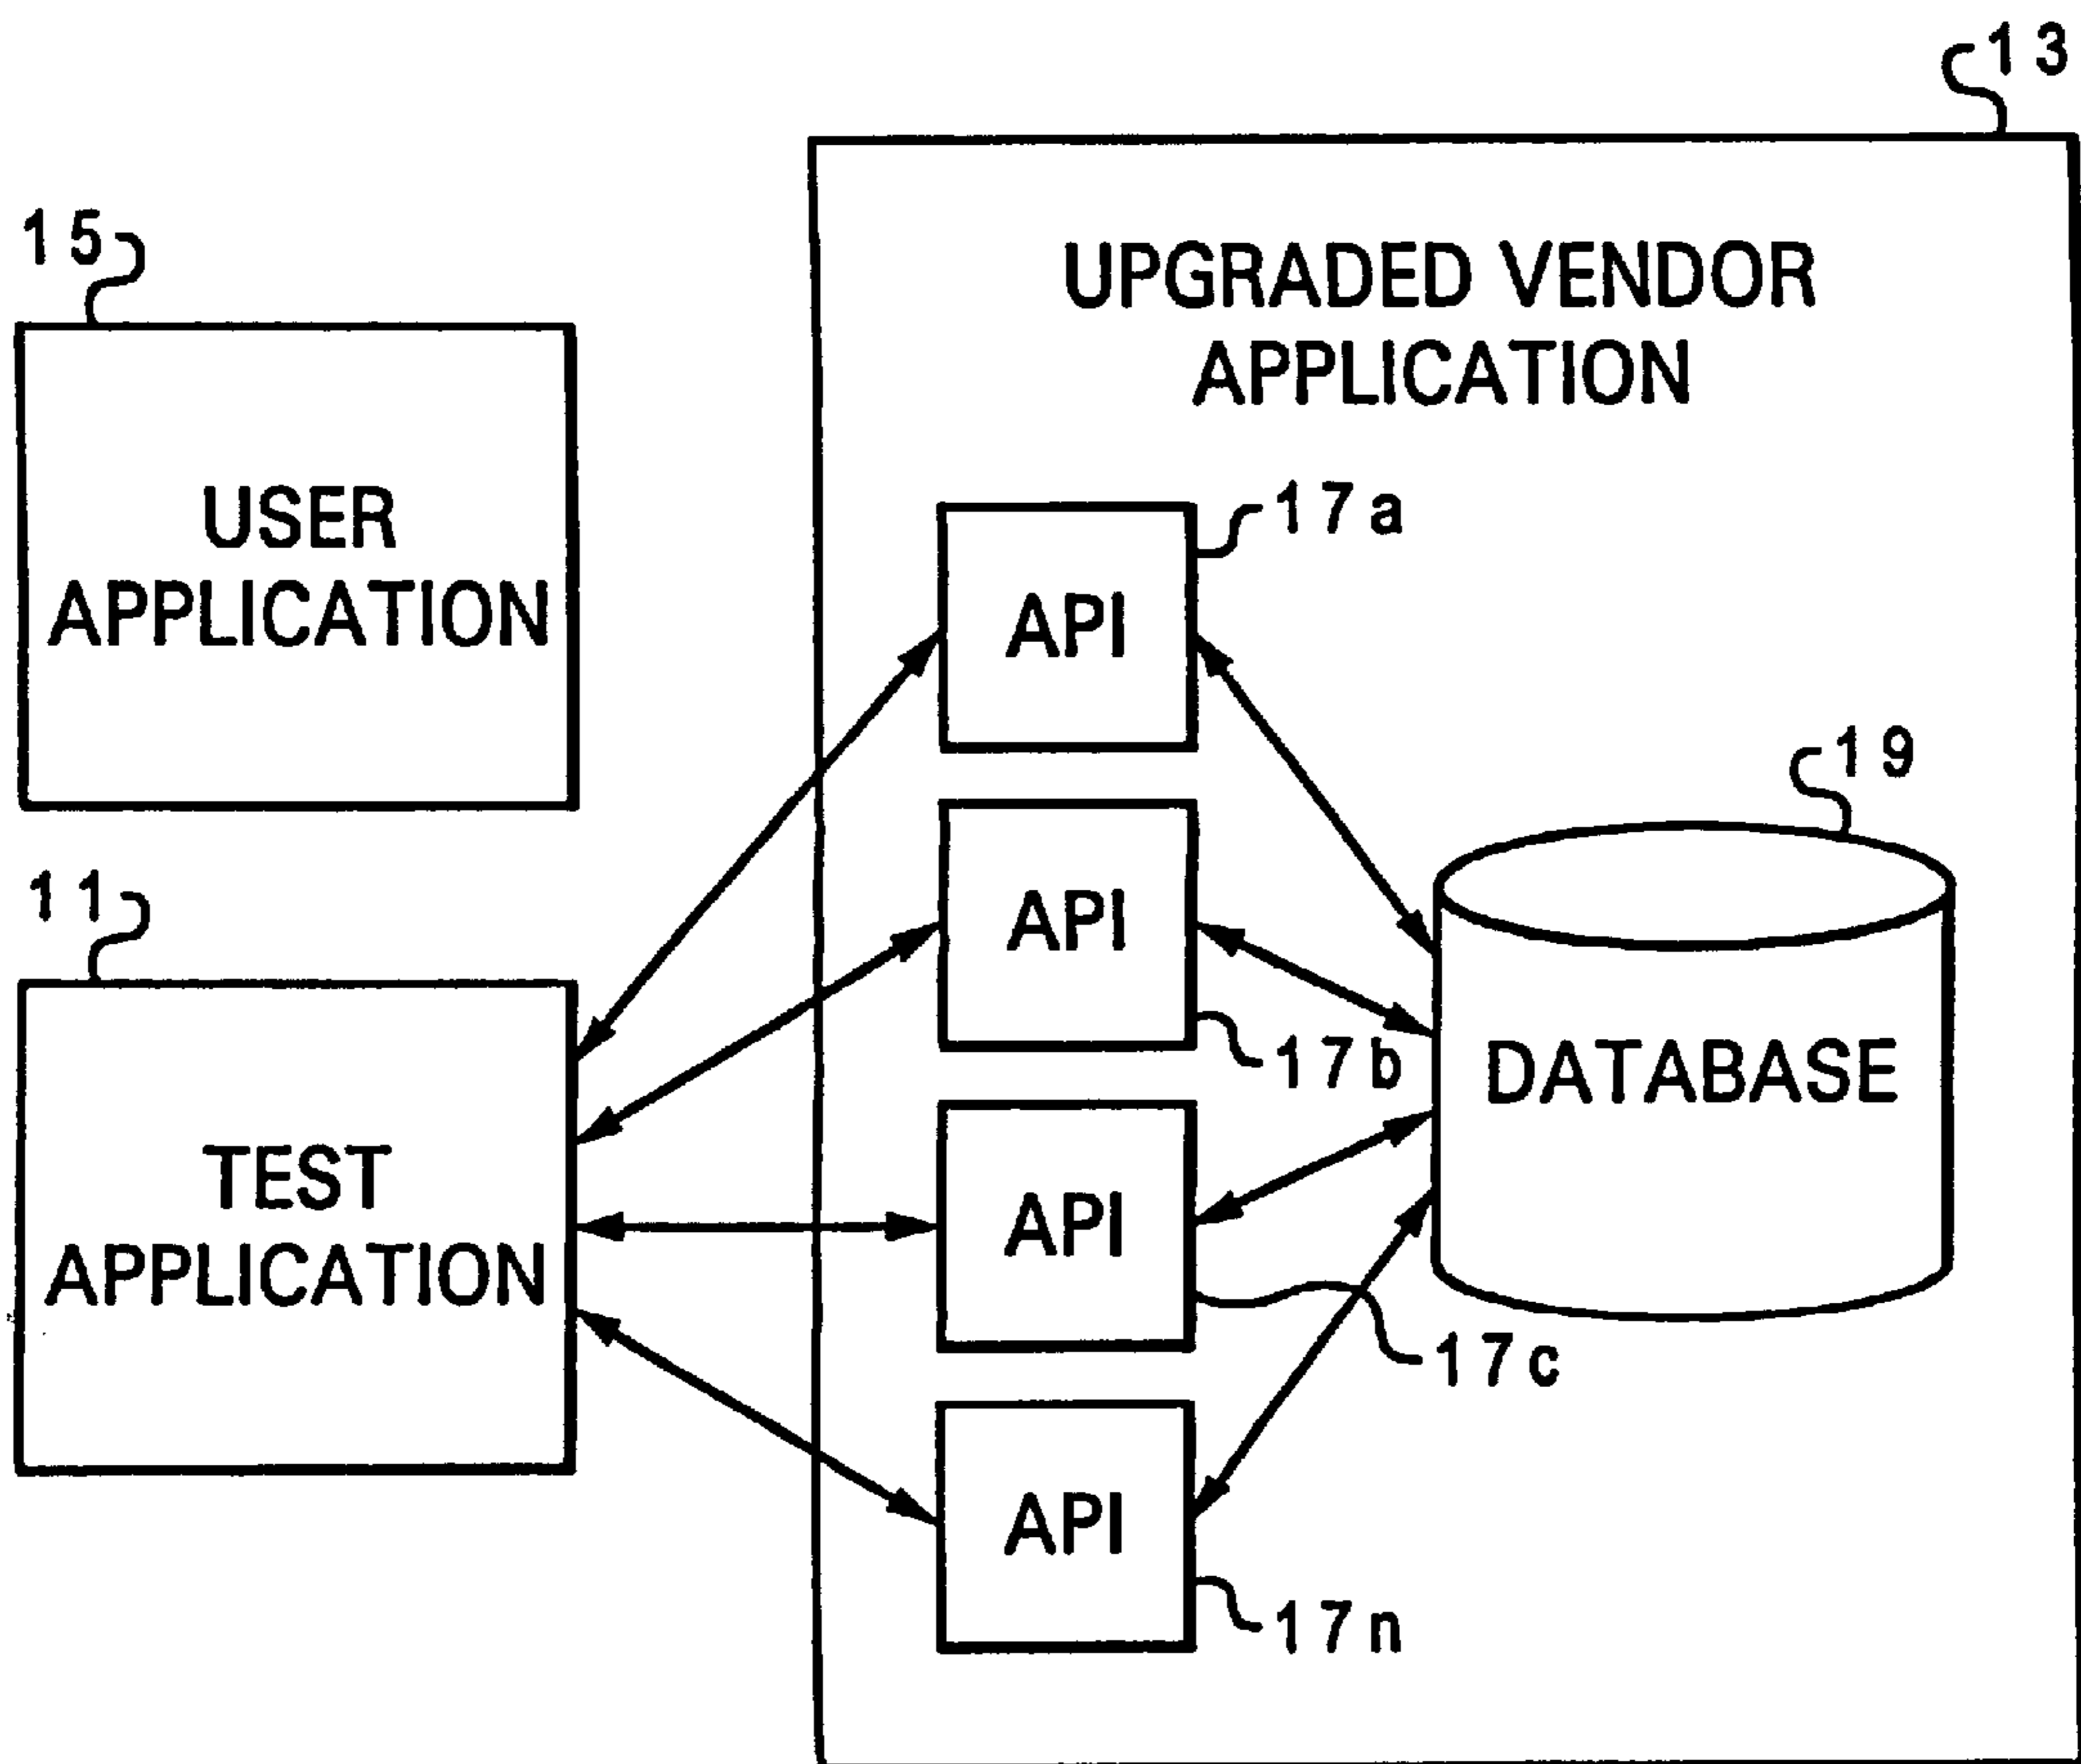 13
15
UPGRADED VENDOR
APPLICATION
USER
APPLICATION
17a
API
19
11
API
17b
DATABASE
TEST
APPLICATION
API
17c
API
17n